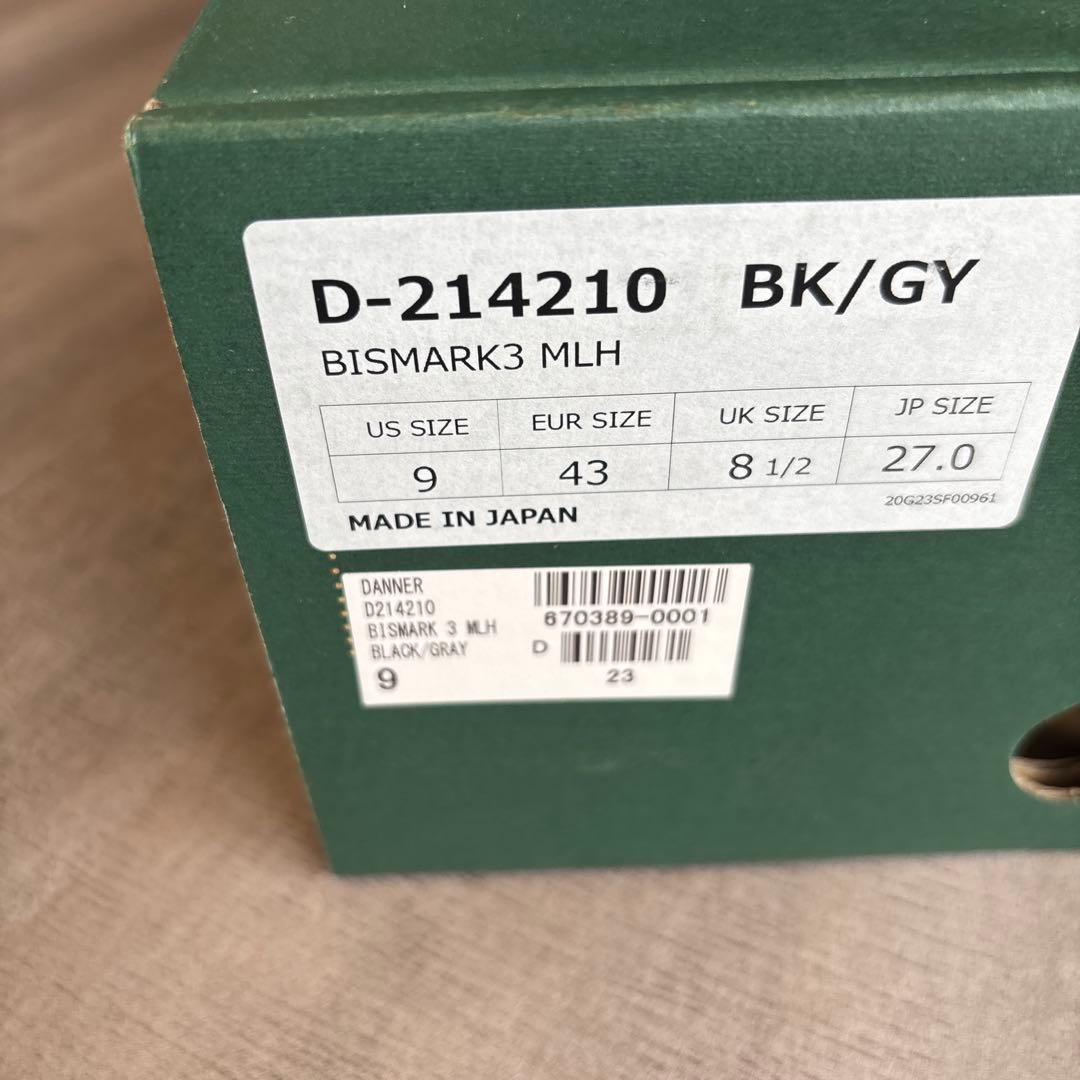 D-214210 BK/GY
BISMARK3 MLH
US SIZE EUR SIZE UK SIZE JP SIZE
9 43 8 1/2 27.0
20G23SF00961
MADE IN JAPAN
DANNER
D214210
BISMARK 3 MLH
BLACK/GRAY
9
670389-0001
D
23